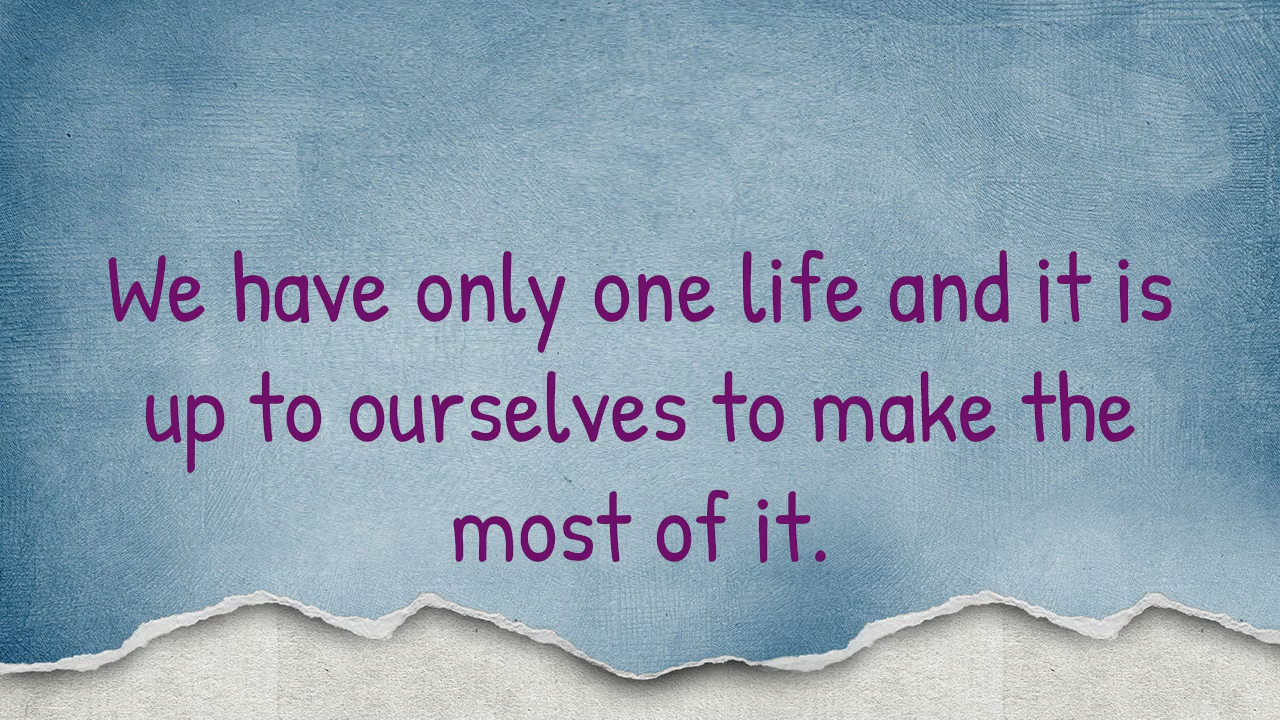 We have only one life and it is
up to ourselves to make the
most of it.